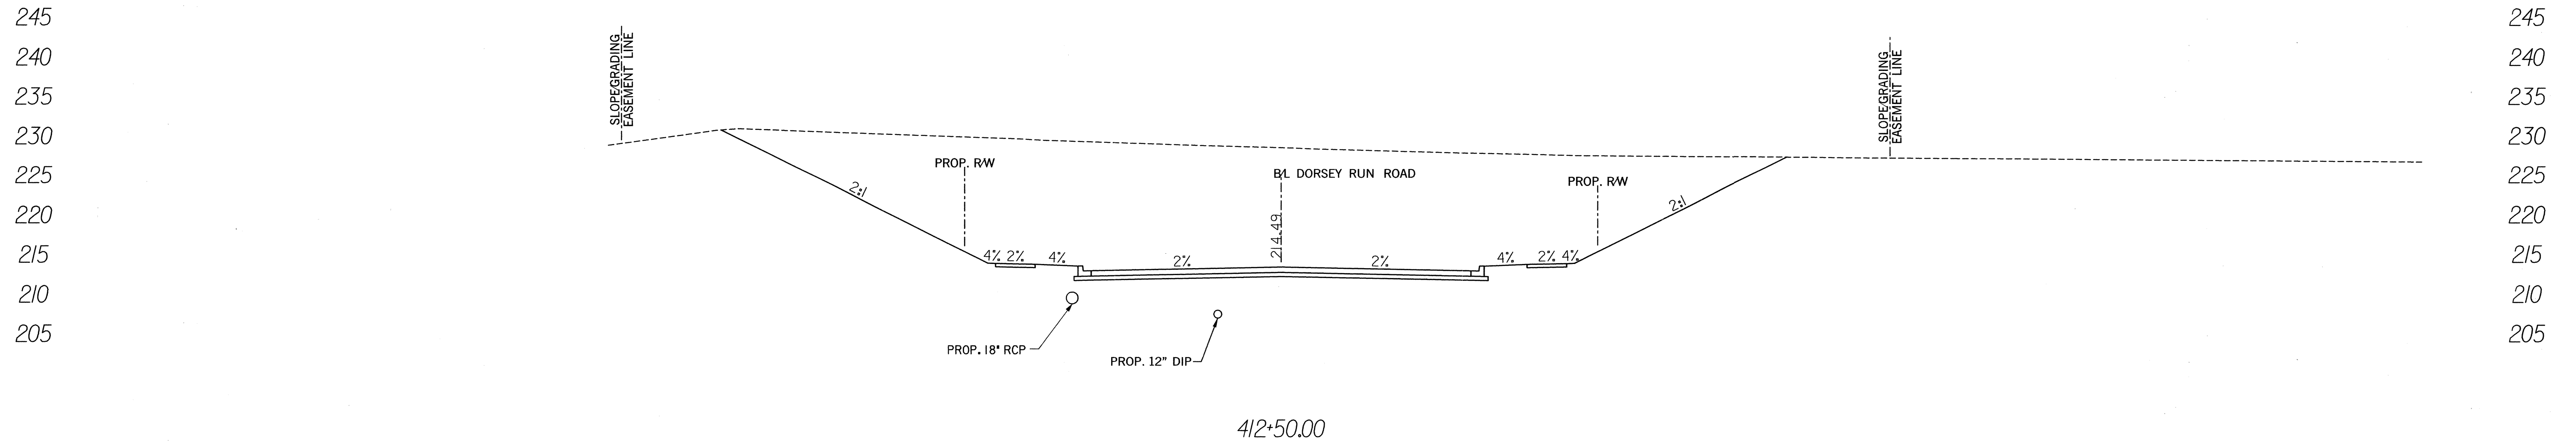 245 245
240 240
235 235
230 230
225 225
220 220
215 215
210 210
205 205
SLOPE/GRADING
EASEMENT LINE
SLOPE/GRADING
EASEMENT LINE
PROP. R/W
B/L DORSEY RUN ROAD
PROP. R/W
2:1
2:1
214.49
4% 2% 4% 2% 2% 4% 2% 4%
PROP. 18" RCP
PROP. 12" DIP
412+50.00